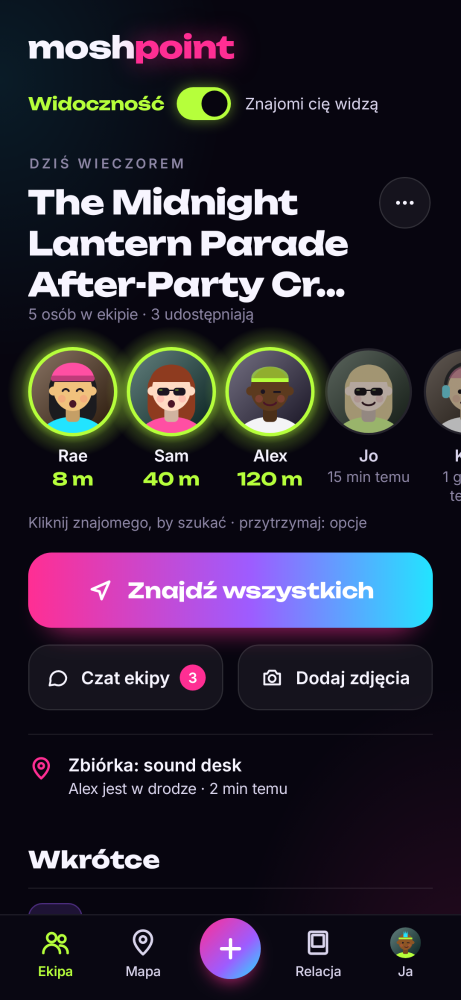 moshpoint
Widoczność
Znajomi cię widzą
DZIŚ WIECZOREM
The Midnight
Lantern Parade
After-Party Cr...
5 osób w ekipie · 3 udostępniają
Rae
8 m
Sam
40 m
Alex
120 m
Jo
15 min temu
K
1 g
te
Kliknij znajomego, by szukać · przytrzymaj: opcje
Znajdź wszystkich
Czat ekipy 3
Dodaj zdjęcia
Zbiórka: sound desk
Alex jest w drodze · 2 min temu
Wkrótce
Ekipa
Mapa
Relacja
Ja